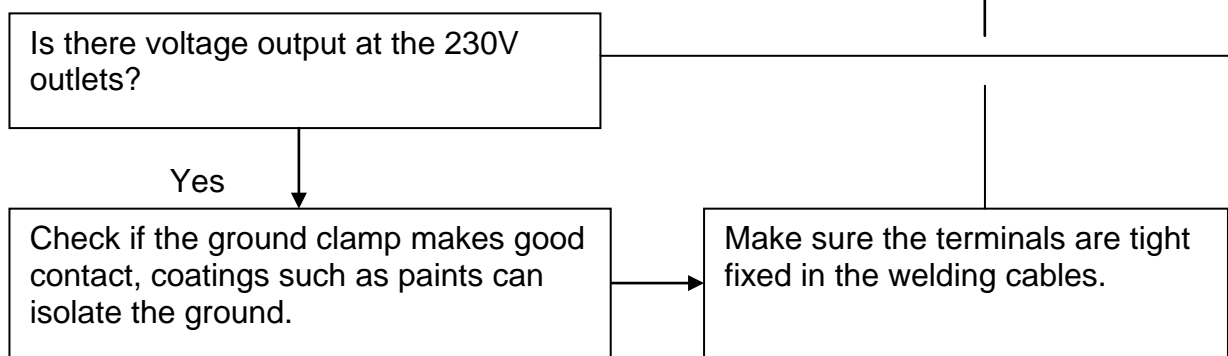 Is there voltage output at the 230V
outlets?
Yes
Check if the ground clamp makes good
contact, coatings such as paints can
isolate the ground.
Make sure the terminals are tight
fixed in the welding cables.